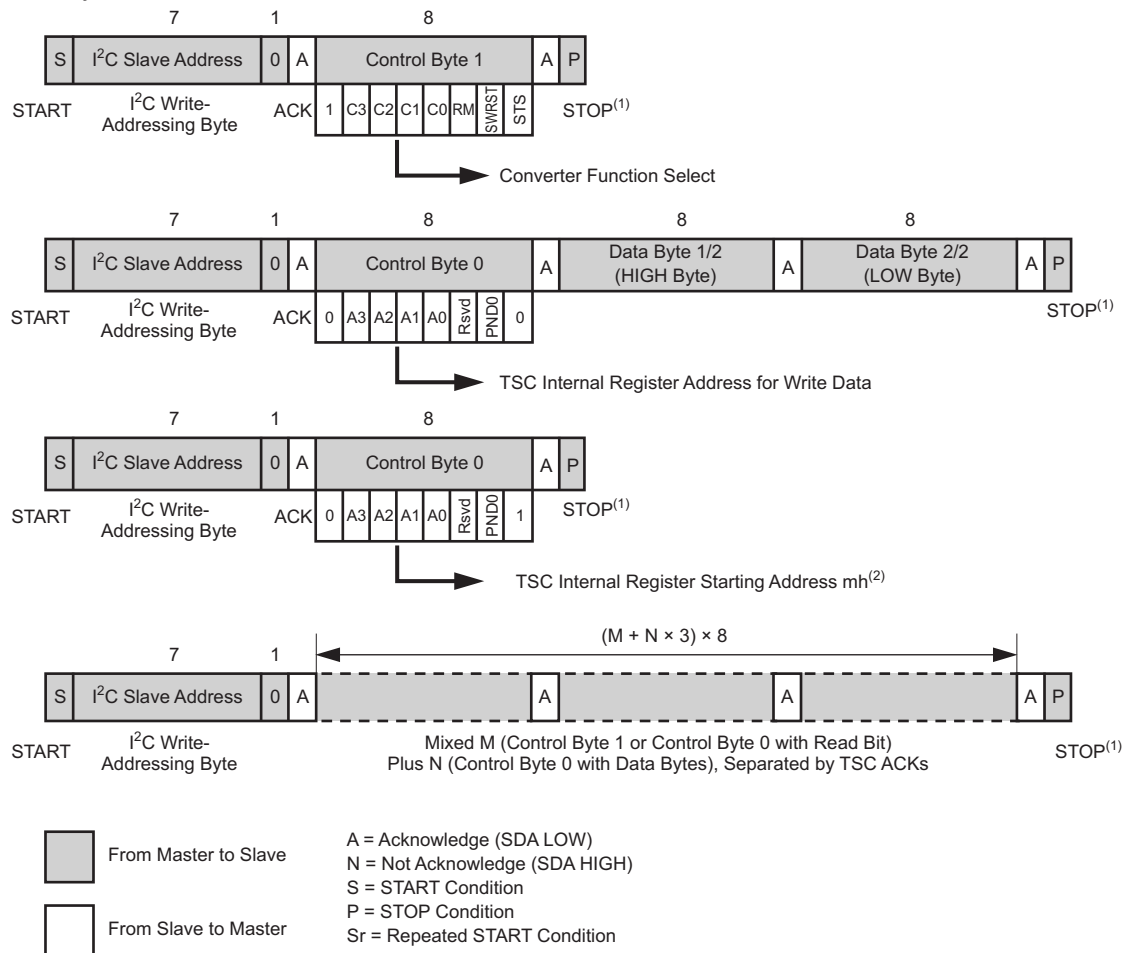 7 1 8
S I²C Slave Address 0 A Control Byte 1 A P
START I²C Write-Addressing Byte ACK 1 C3 C2 C1 C0 RM SWRST STS STOP(1)
Converter Function Select
7 1 8 8 8
S I²C Slave Address 0 A Control Byte 0 A Data Byte 1/2 (HIGH Byte) A Data Byte 2/2 (LOW Byte) A P
START I²C Write-Addressing Byte ACK 0 A3 A2 A1 A0 Rsvd PND0 0 STOP(1)
TSC Internal Register Address for Write Data
7 1 8
S I²C Slave Address 0 A Control Byte 0 A P
START I²C Write-Addressing Byte ACK 0 A3 A2 A1 A0 Rsvd PND0 1 STOP(1)
TSC Internal Register Starting Address mh(2)
(M + N × 3) × 8
7 1
S I²C Slave Address 0 A A A A P
START I²C Write-Addressing Byte STOP(1)
Mixed M (Control Byte 1 or Control Byte 0 with Read Bit)
Plus N (Control Byte 0 with Data Bytes), Separated by TSC ACKs
From Master to Slave
From Slave to Master
A = Acknowledge (SDA LOW)
N = Not Acknowledge (SDA HIGH)
S = START Condition
P = STOP Condition
Sr = Repeated START Condition